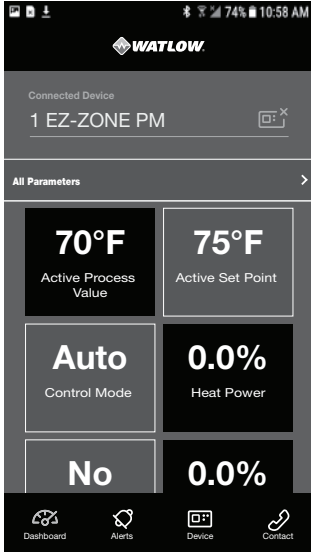 74% 10:58 AM
WATLOW.
Connected Device
1 EZ-ZONE PM
All Parameters
70°F
Active Process
Value
75°F
Active Set Point
Auto
Control Mode
0.0%
Heat Power
No
0.0%
Dashboard
Alerts
Device
Contact